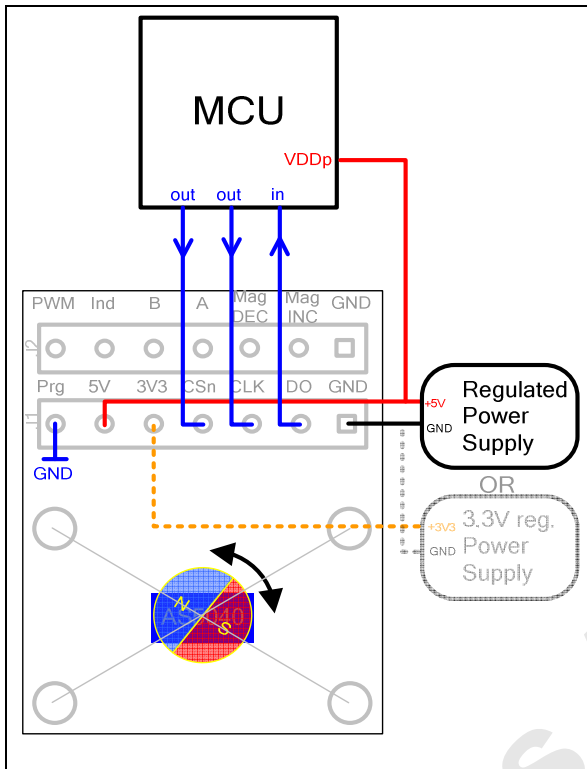 MCU
VDDp
out out in
PWM Ind B A Mag DEC Mag INC GND
J2
Prg 5V 3V3 CSn CLK DO GND
J1
GND
+5V
GND
Regulated
Power
Supply
OR
+3V3
GND
3.3V reg.
Power
Supply
N
S
AS5040